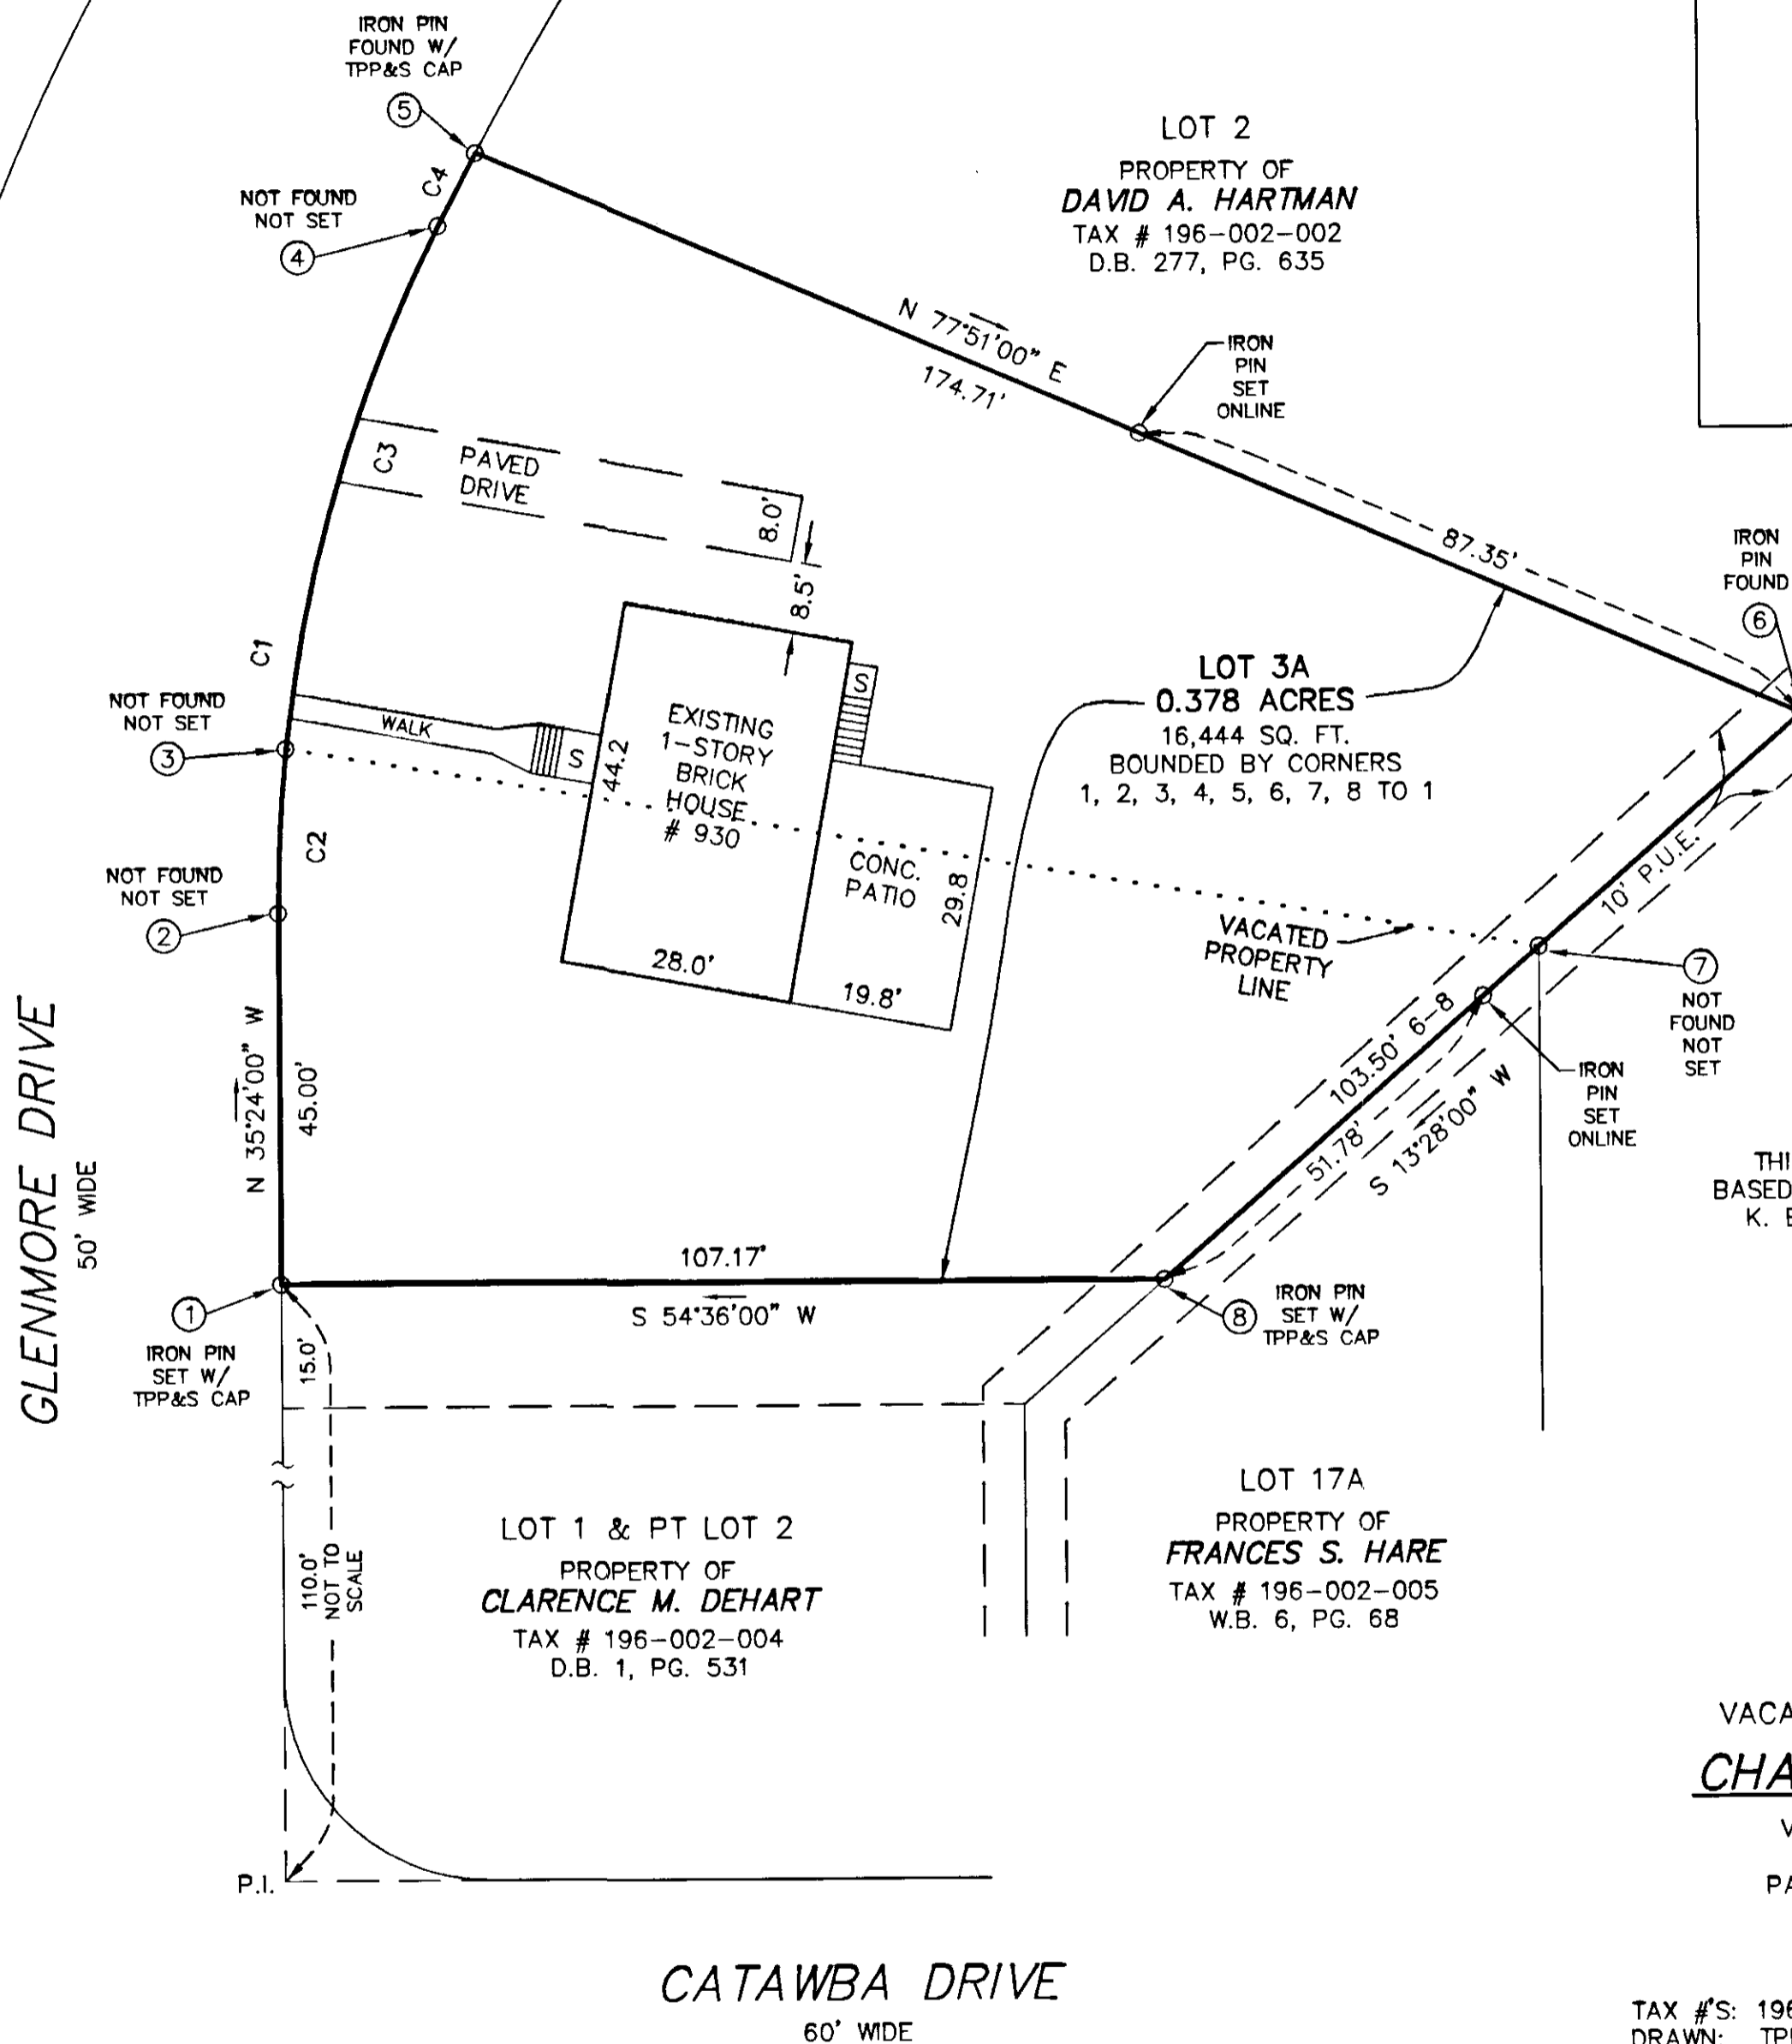 IRON PIN
FOUND W/
TPP&S CAP
5
C4
NOT FOUND
NOT SET
4
LOT 2
PROPERTY OF
DAVID A. HARTMAN
TAX # 196-002-002
D.B. 277, PG. 635
N 77°51'00" E
174.71'
IRON
PIN
SET
ONLINE
87.35'
IRON
PIN
FOUND
6
C3
PAVED
DRIVE
8.0'
8.5'
C1
NOT FOUND
NOT SET
3
WALK
S
44.2
EXISTING
1-STORY
BRICK
HOUSE
# 930
S
LOT 3A
0.378 ACRES
16,444 SQ. FT.
BOUNDED BY CORNERS
1, 2, 3, 4, 5, 6, 7, 8 TO 1
C2
NOT FOUND
NOT SET
2
CONC.
PATIO
29.8
28.0'
19.8'
VACATED
PROPERTY
LINE
10' P.U.E.
7
NOT
FOUND
NOT
SET
103.50' 6-8
51.78'
S 13°28'00" W
IRON
PIN
SET
ONLINE
GLENMORE DRIVE
50' WIDE
N 35°24'00" W
45.00'
THI
BASED
K. E
107.17'
S 54°36'00" W
1
IRON PIN
SET W/
TPP&S CAP
15.0'
8
IRON PIN
SET W/
TPP&S CAP
110.0'
NOT TO
SCALE
LOT 1 & PT LOT 2
PROPERTY OF
CLARENCE M. DEHART
TAX # 196-002-004
D.B. 1, PG. 531
LOT 17A
PROPERTY OF
FRANCES S. HARE
TAX # 196-002-005
W.B. 6, PG. 68
VACA
CHA
PA
P.I.
CATAWBA DRIVE
60' WIDE
TAX #'S: 196
DRAWN: TP